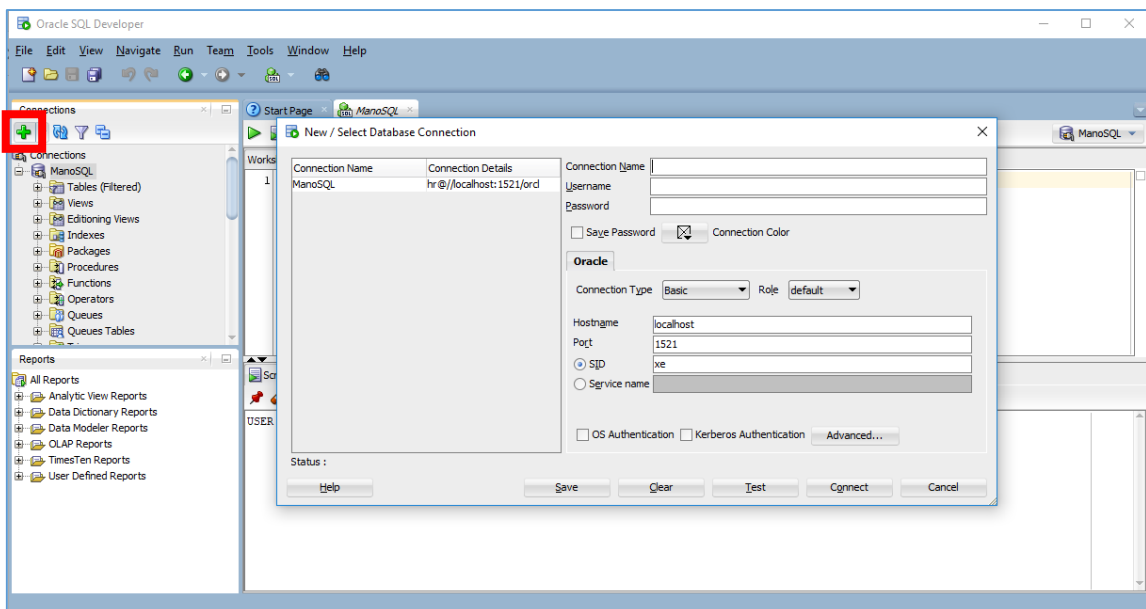 Oracle SQL Developer
File Edit View Navigate Run Team Tools Window Help
Connections
Start Page
ManoSQL
ManoSQL
Connections
ManoSQL
Tables (Filtered)
Views
Editioning Views
Indexes
Packages
Procedures
Functions
Operators
Queues
Queues Tables
Reports
All Reports
Analytic View Reports
Data Dictionary Reports
Data Modeler Reports
OLAP Reports
TimesTen Reports
User Defined Reports
Works
1
Sc
USER
New / Select Database Connection
Connection Name Connection Details
ManoSQL hr@//localhost:1521/orcl
Connection Name
Username
Password
Save Password Connection Color
Oracle
Connection Type Basic Role default
Hostname localhost
Port 1521
SID xe
Service name
OS Authentication Kerberos Authentication Advanced...
Status :
Help Save Clear Test Connect Cancel